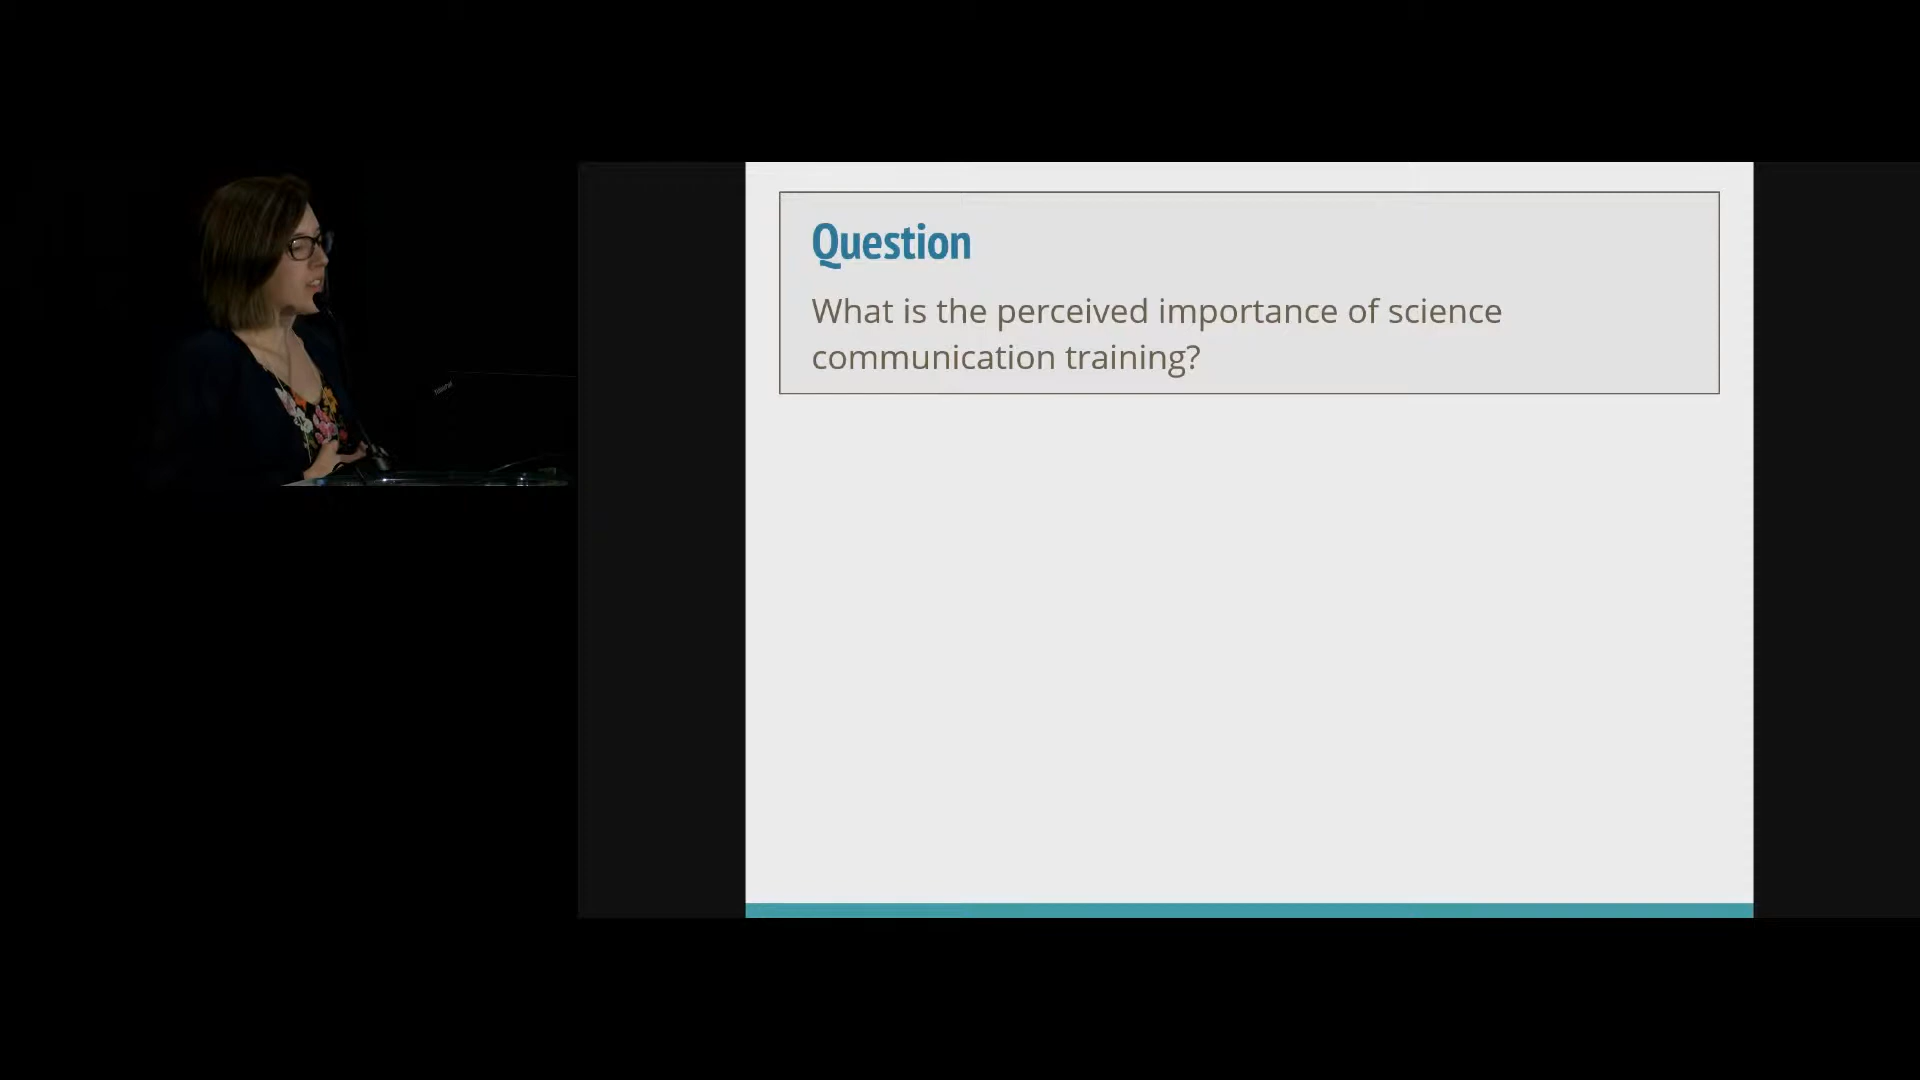 Question
What is the perceived importance of science
communication training?